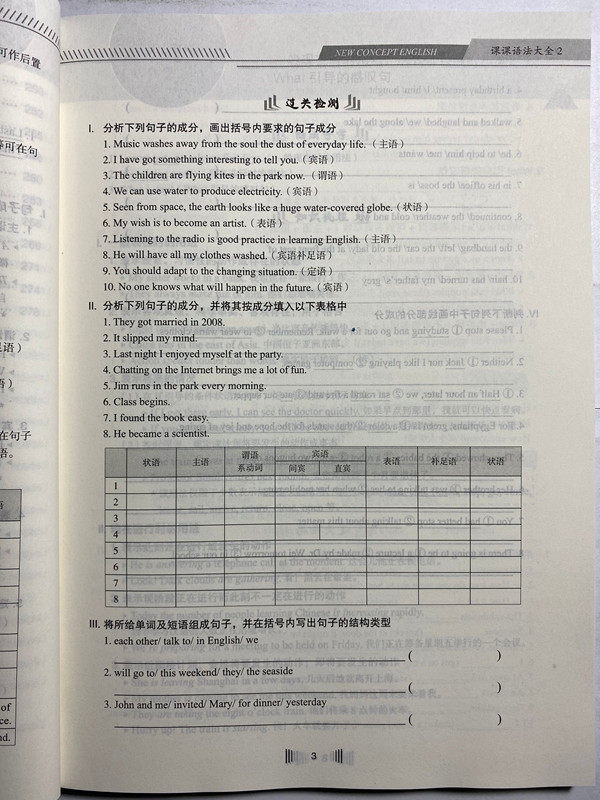 可作后置
NEW CONCEPT ENGLISH
课课语法大全 2
过关检测
I. 分析下列句子的成分，画出括号内要求的句子成分
1. Music washes away from the soul the dust of everyday life.（主语）
2. I have got something interesting to tell you.（宾语）
3. The children are flying kites in the park now.（谓语）
4. We can use water to produce electricity.（宾语）
5. Seen from space, the earth looks like a huge water-covered globe.（状语）
6. My wish is to become an artist.（表语）
7. Listening to the radio is good practice in learning English.（主语）
8. He will have all my clothes washed.（宾语补足语）
9. You should adapt to the changing situation.（定语）
10. No one knows what will happen in the future.（宾语）
II. 分析下列句子的成分，并将其按成分填入以下表格中
1. They got married in 2008.
2. It slipped my mind.
3. Last night I enjoyed myself at the party.
4. Chatting on the Internet brings me a lot of fun.
5. Jim runs in the park every morning.
6. Class begins.
7. I found the book easy.
8. He became a scientist.
状语 主语 谓语 宾语 表语 补足语 状语
系动词 间宾 直宾
1
2
3
4
5
6
7
8
III. 将所给单词及短语组成句子，并在括号内写出句子的结构类型
1. each other/ talk to/ in English/ we
( )
2. will go to/ this weekend/ they/ the seaside
( )
3. John and me/ invited/ Mary/ for dinner/ yesterday
( )
3